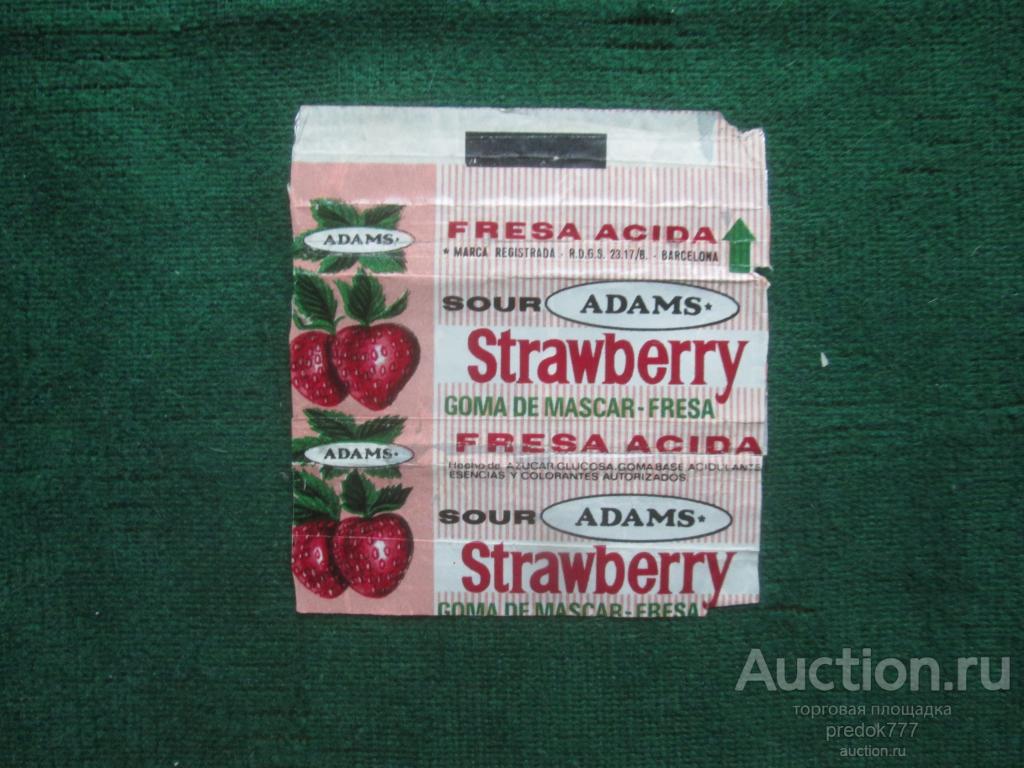 FRESA ACIDA
ADAMS*
* MARCA REGISTRADA - R.D.G.S. 23.17/B. - BARCELONA
SOUR ADAMS*
Strawberry
GOMA DE MASCAR - FRESA
FRESA ACIDA
ADAMS*
Hecho de AZUCAR, GLUCOSA, GOMA BASE, ACIDULANTE
ESENCIAS Y COLORANTES AUTORIZADOS
SOUR ADAMS*
Strawberry
GOMA DE MASCAR - FRESA
Auction.ru
торговая площадка
predok777
auction.ru